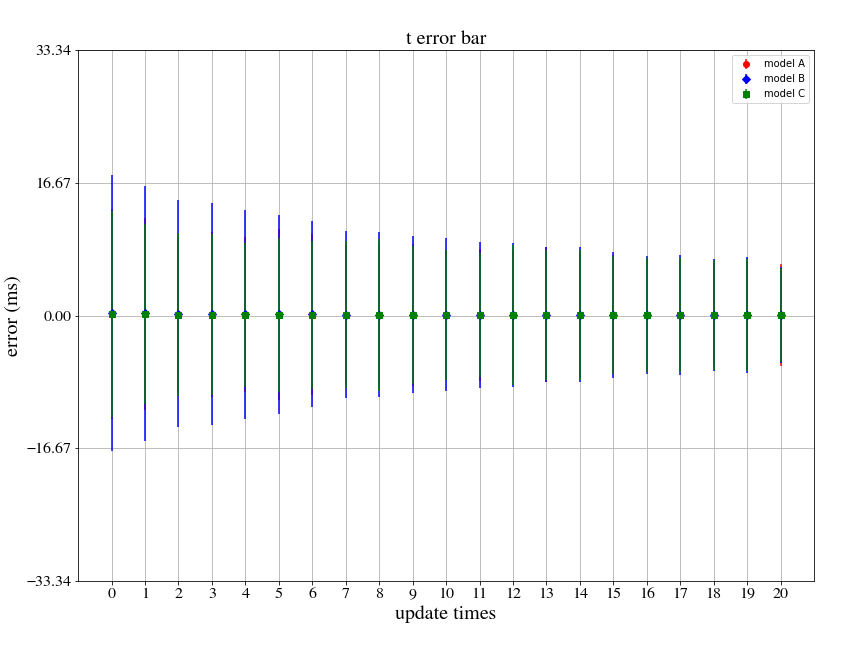 t error bar
33.34
model A
model B
model C
16.67
0.00
−16.67
−33.34
error (ms)
0 1 2 3 4 5 6 7 8 9 10 11 12 13 14 15 16 17 18 19 20
update times